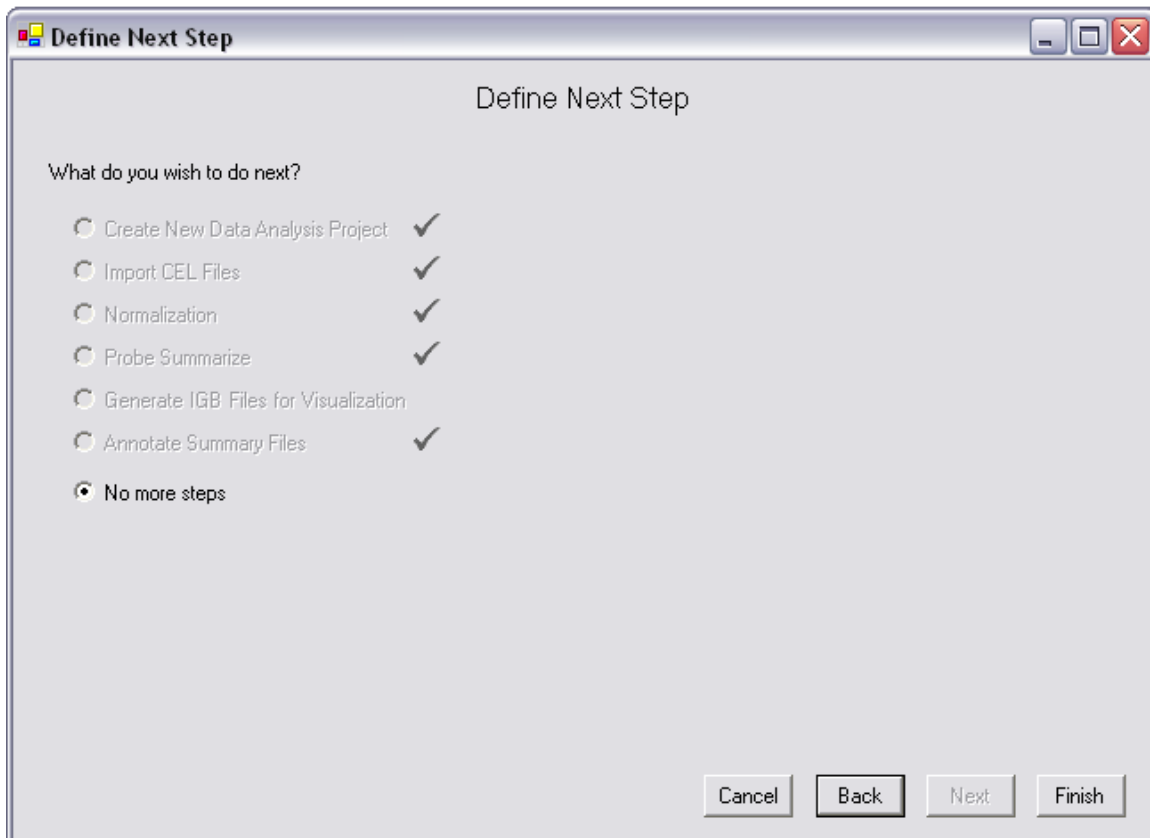 Define Next Step
Define Next Step
What do you wish to do next?
Create New Data Analysis Project
Import CEL Files
Normalization
Probe Summarize
Generate IGB Files for Visualization
Annotate Summary Files
No more steps
Cancel Back Next Finish